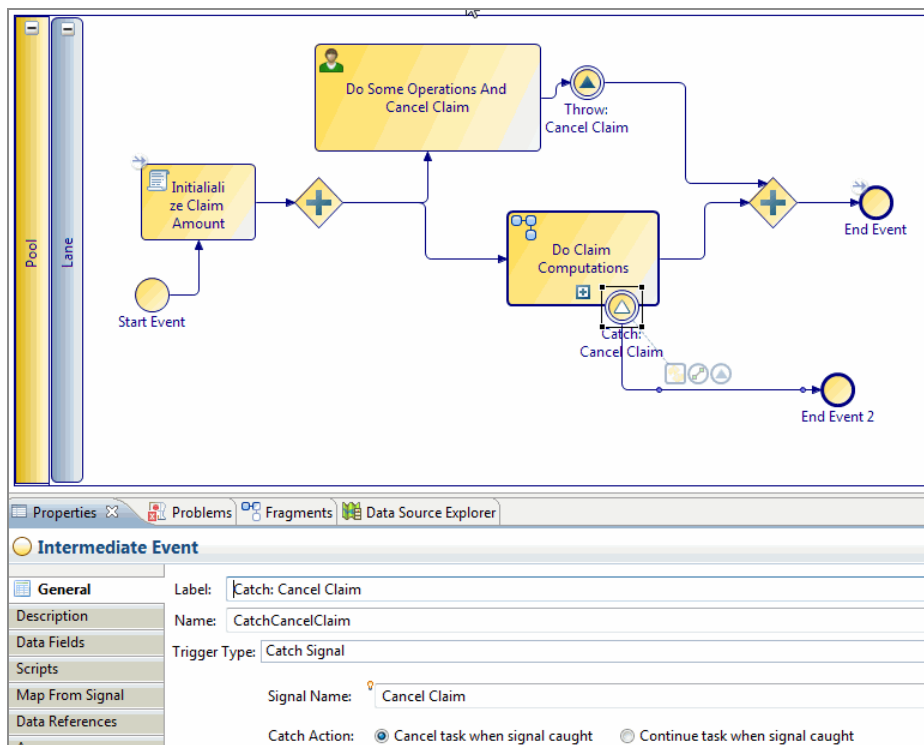 Pool
Lane
Do Some Operations And
Cancel Claim
Throw:
Cancel Claim
Initialiali
ze Claim
Amount
End Event
Do Claim
Computations
Start Event
Catch:
Cancel Claim
End Event 2
Properties
Problems
Fragments
Data Source Explorer
Intermediate Event
General
Label: Catch: Cancel Claim
Description
Name: CatchCancelClaim
Data Fields
Trigger Type: Catch Signal
Scripts
Map From Signal
Signal Name: Cancel Claim
Data References
Catch Action: Cancel task when signal caught Continue task when signal caught